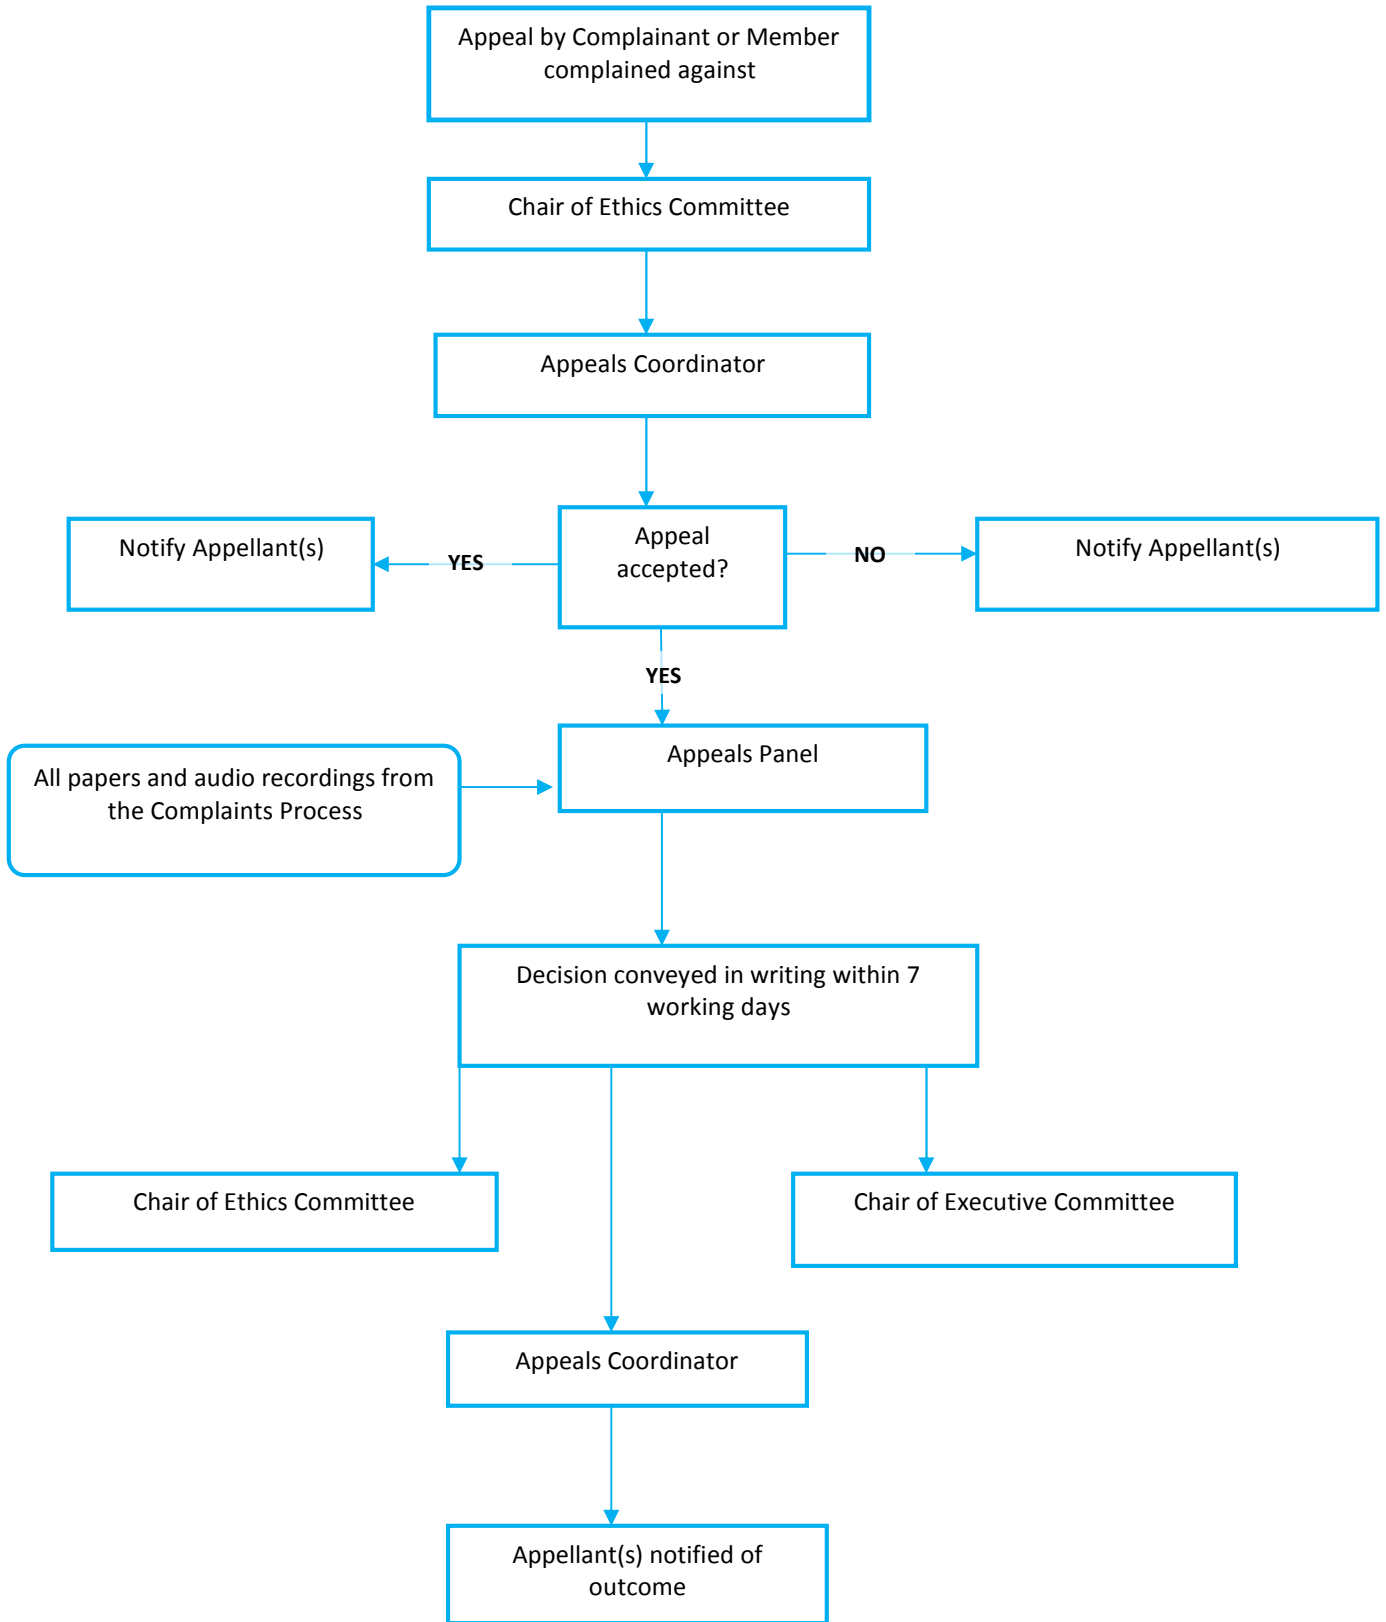 Appeal by Complainant or Member
complained against
Chair of Ethics Committee
Appeals Coordinator
Notify Appellant(s)
YES
Appeal
accepted?
NO
Notify Appellant(s)
YES
Appeals Panel
All papers and audio recordings from
the Complaints Process
Decision conveyed in writing within 7
working days
Chair of Ethics Committee
Chair of Executive Committee
Appeals Coordinator
Appellant(s) notified of
outcome